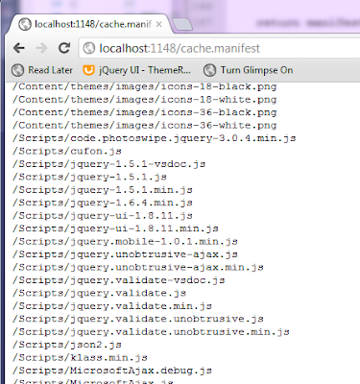 return manifest
localhost:1148/cache.manif
localhost:1148/cache.manifest
Read Later
jQuery UI - ThemeR...
Turn Glimpse On
/Content/themes/images/icons-18-black.png
/Content/themes/images/icons-18-white.png
/Content/themes/images/icons-36-black.png
/Content/themes/images/icons-36-white.png
/Scripts/code.photoswipe.jquery-3.0.4.min.js
/Scripts/cufon.js
/Scripts/jquery-1.5.1-vsdoc.js
/Scripts/jquery-1.5.1.js
/Scripts/jquery-1.5.1.min.js
/Scripts/jquery-1.6.4.min.js
/Scripts/jquery-ui-1.8.11.js
/Scripts/jquery-ui-1.8.11.min.js
/Scripts/jquery.mobile-1.0.1.min.js
/Scripts/jquery.unobtrusive-ajax.js
/Scripts/jquery.unobtrusive-ajax.min.js
/Scripts/jquery.validate-vsdoc.js
/Scripts/jquery.validate.js
/Scripts/jquery.validate.min.js
/Scripts/jquery.validate.unobtrusive.js
/Scripts/jquery.validate.unobtrusive.min.js
/Scripts/json2.js
/Scripts/klass.min.js
/Scripts/MicrosoftAjax.debug.js
/Scripts/MicrosoftAjax.js